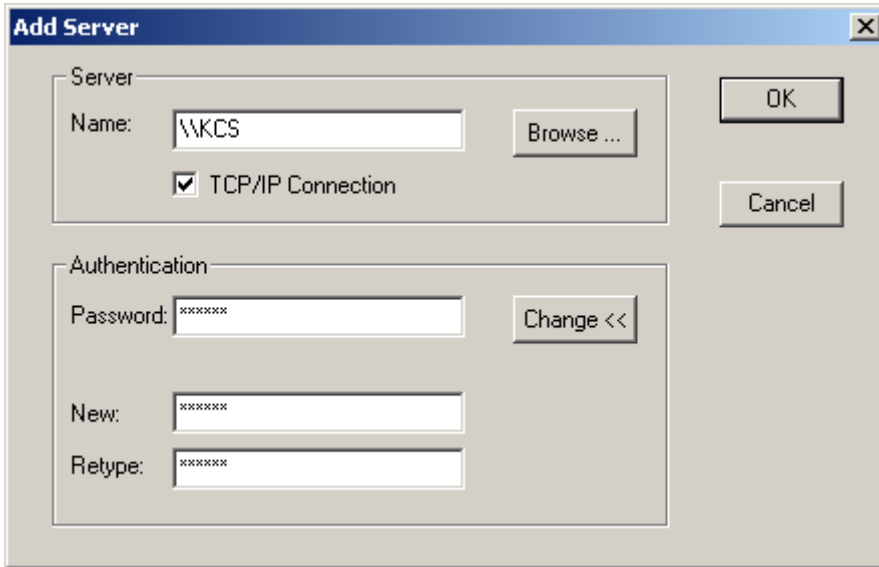 Add Server
Server
Name: \\KCS Browse ... OK
TCP/IP Connection
Cancel
Authentication
Password: ****** Change <<
New: ******
Retype: ******